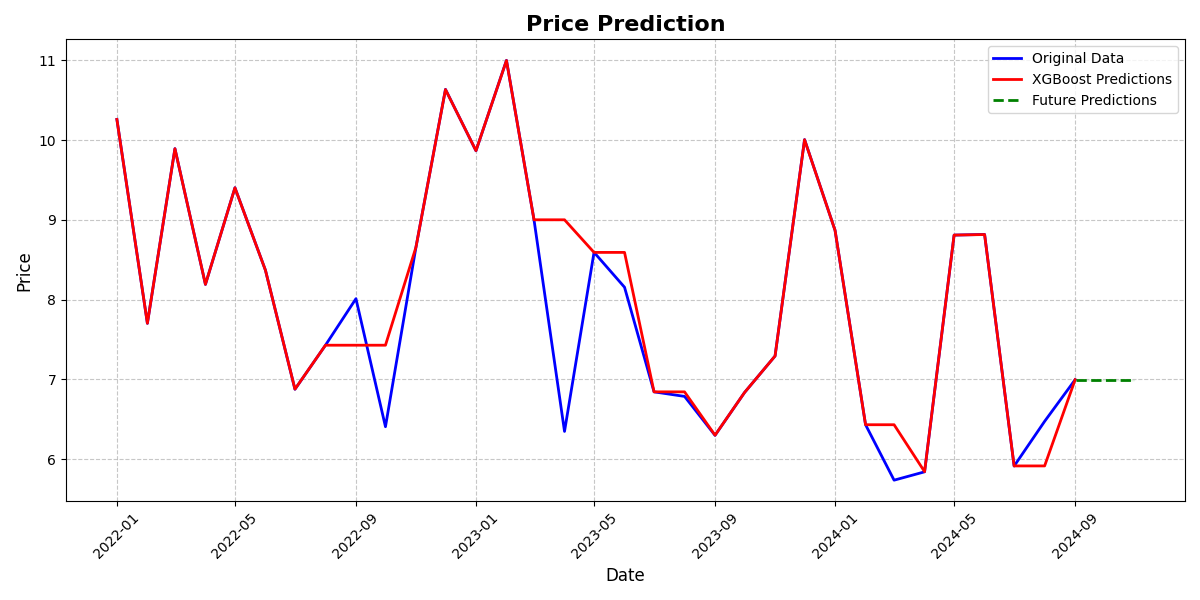 Price Prediction
Original Data
XGBoost Predictions
Future Predictions
Price
11
10
9
8
7
6
2022-01
2022-05
2022-09
2023-01
2023-05
2023-09
2024-01
2024-05
2024-09
Date